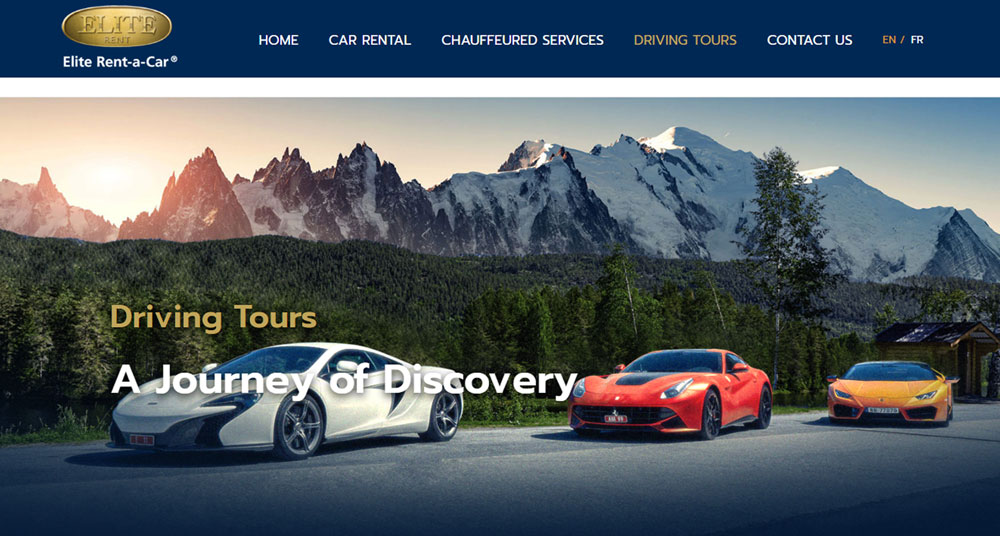 ELITE
RENT
Elite Rent-a-Car®
HOME
CAR RENTAL
CHAUFFEURED SERVICES
DRIVING TOURS
CONTACT US
EN / FR
Driving Tours
A Journey of Discovery